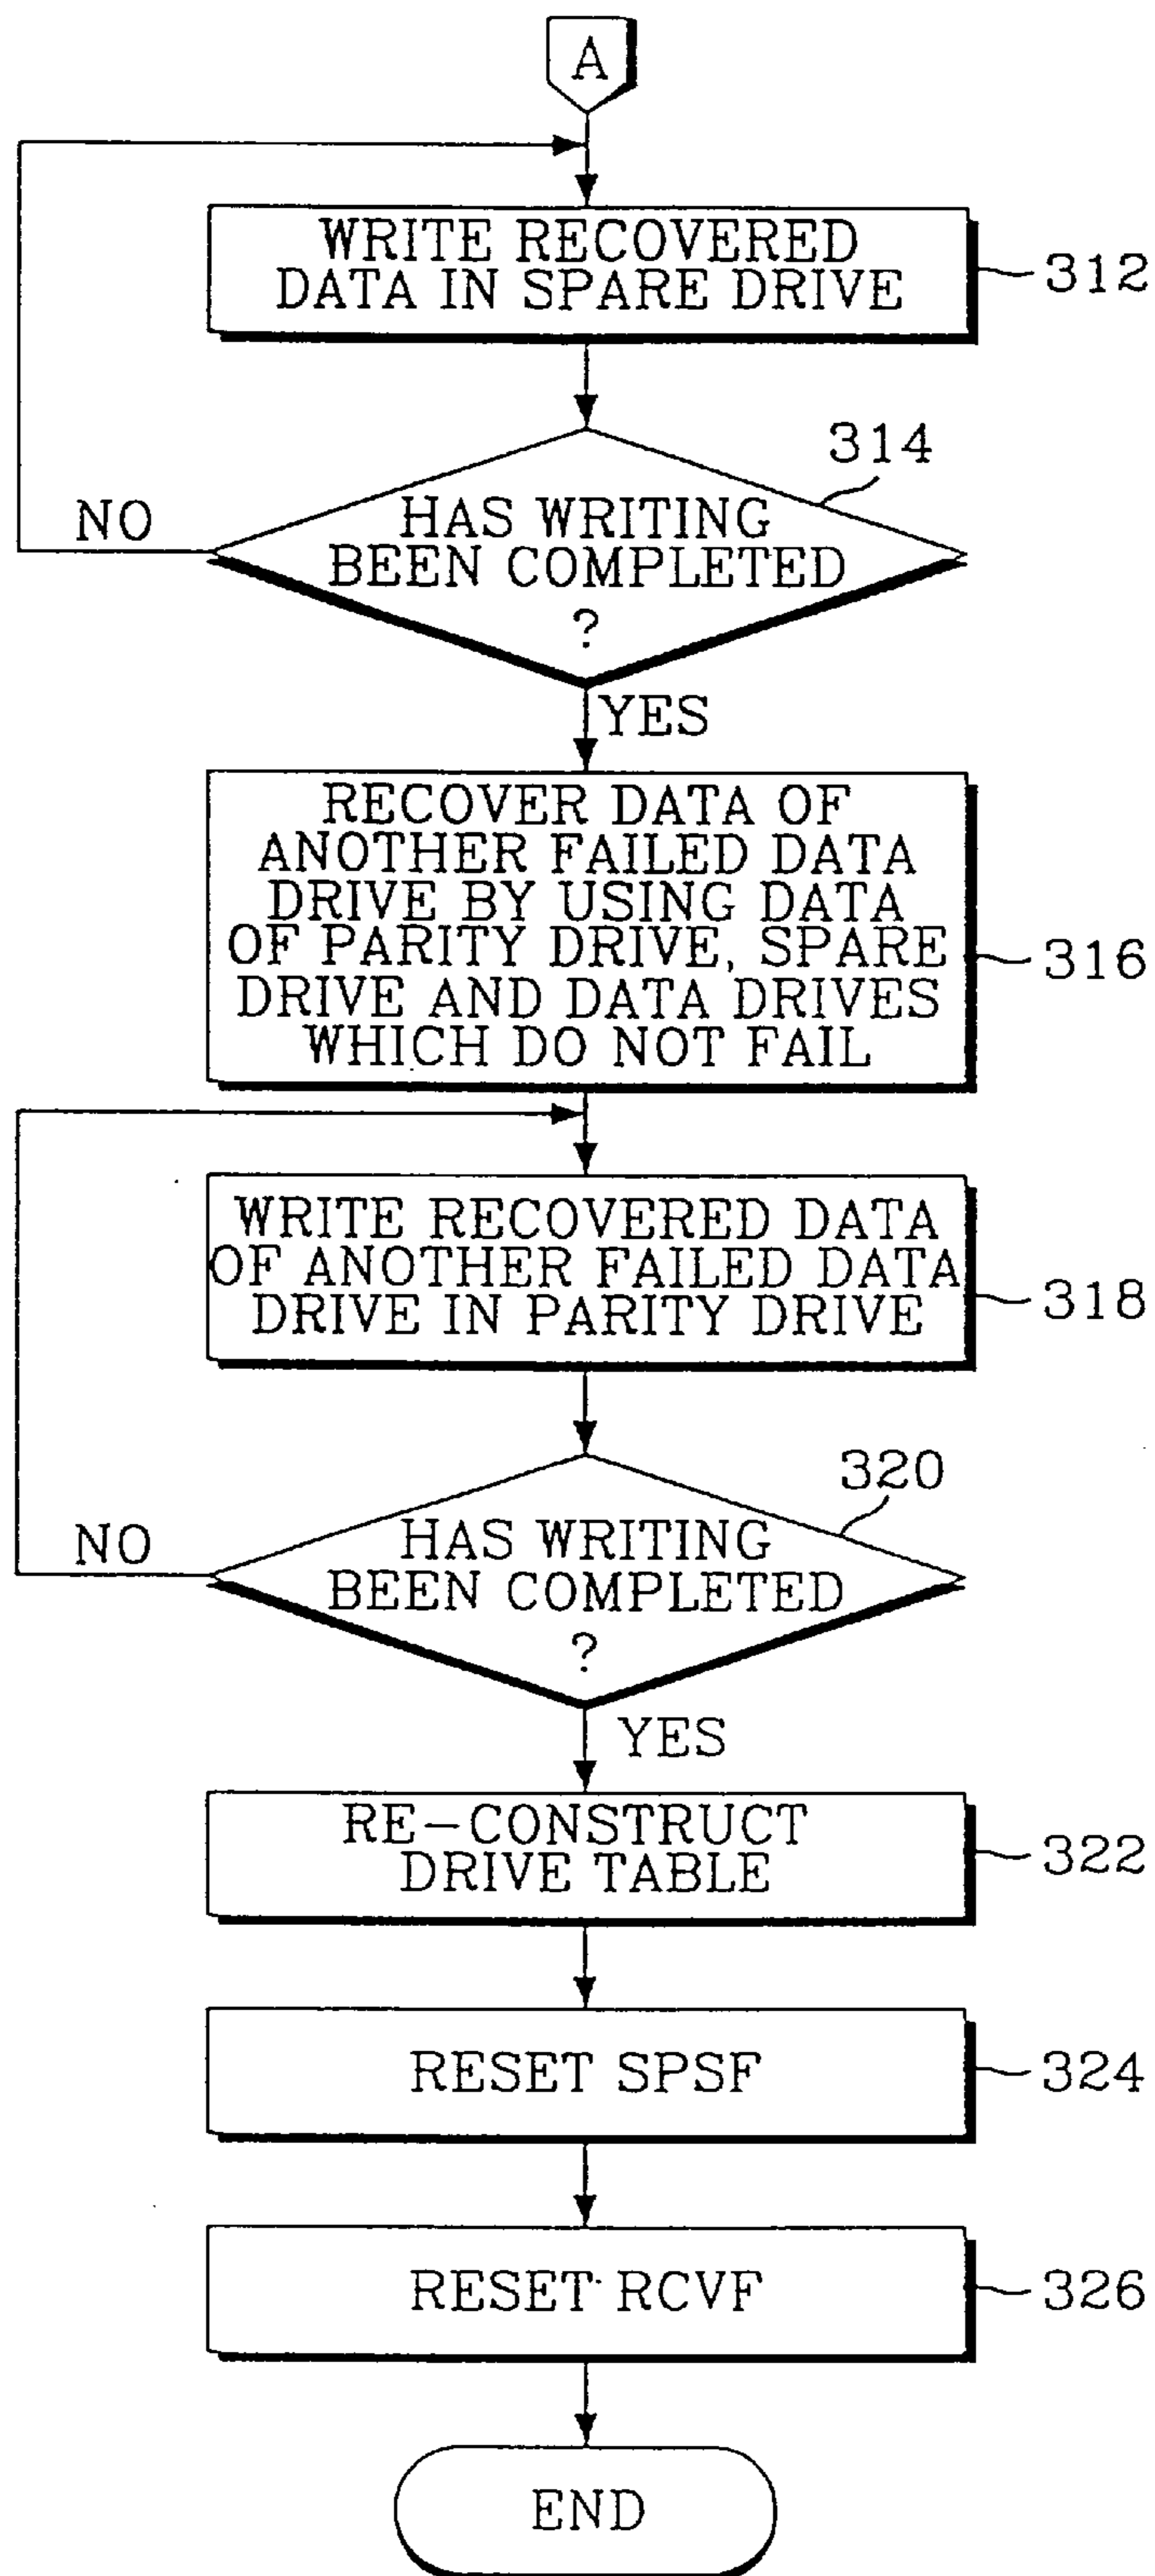 A
WRITE RECOVERED
DATA IN SPARE DRIVE
312
314
HAS WRITING
BEEN COMPLETED
?
NO
YES
RECOVER DATA OF
ANOTHER FAILED DATA
DRIVE BY USING DATA
OF PARITY DRIVE, SPARE
DRIVE AND DATA DRIVES
WHICH DO NOT FAIL
316
WRITE RECOVERED DATA
OF ANOTHER FAILED DATA
DRIVE IN PARITY DRIVE
318
320
HAS WRITING
BEEN COMPLETED
?
NO
YES
RE-CONSTRUCT
DRIVE TABLE
322
RESET SPSF
324
RESET RCVF
326
END